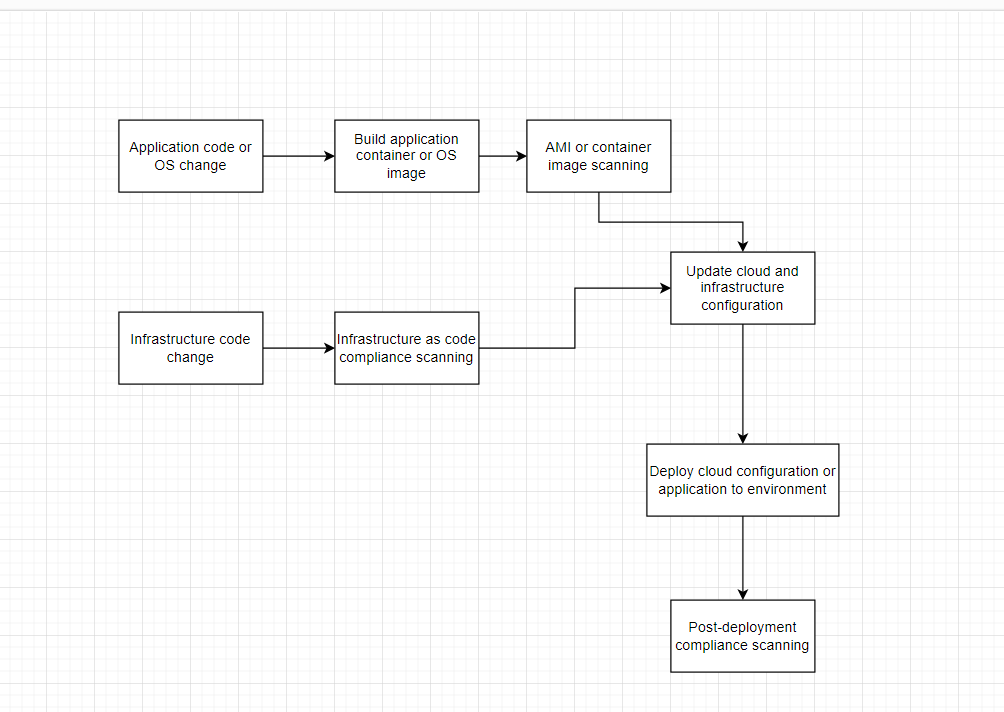 Application code or
OS change
Build application
container or OS
image
AMI or container
image scanning
Update cloud and
infrastructure
configuration
Infrastructure code
change
Infrastructure as code
compliance scanning
Deploy cloud configuration or
application to environment
Post-deployment
compliance scanning